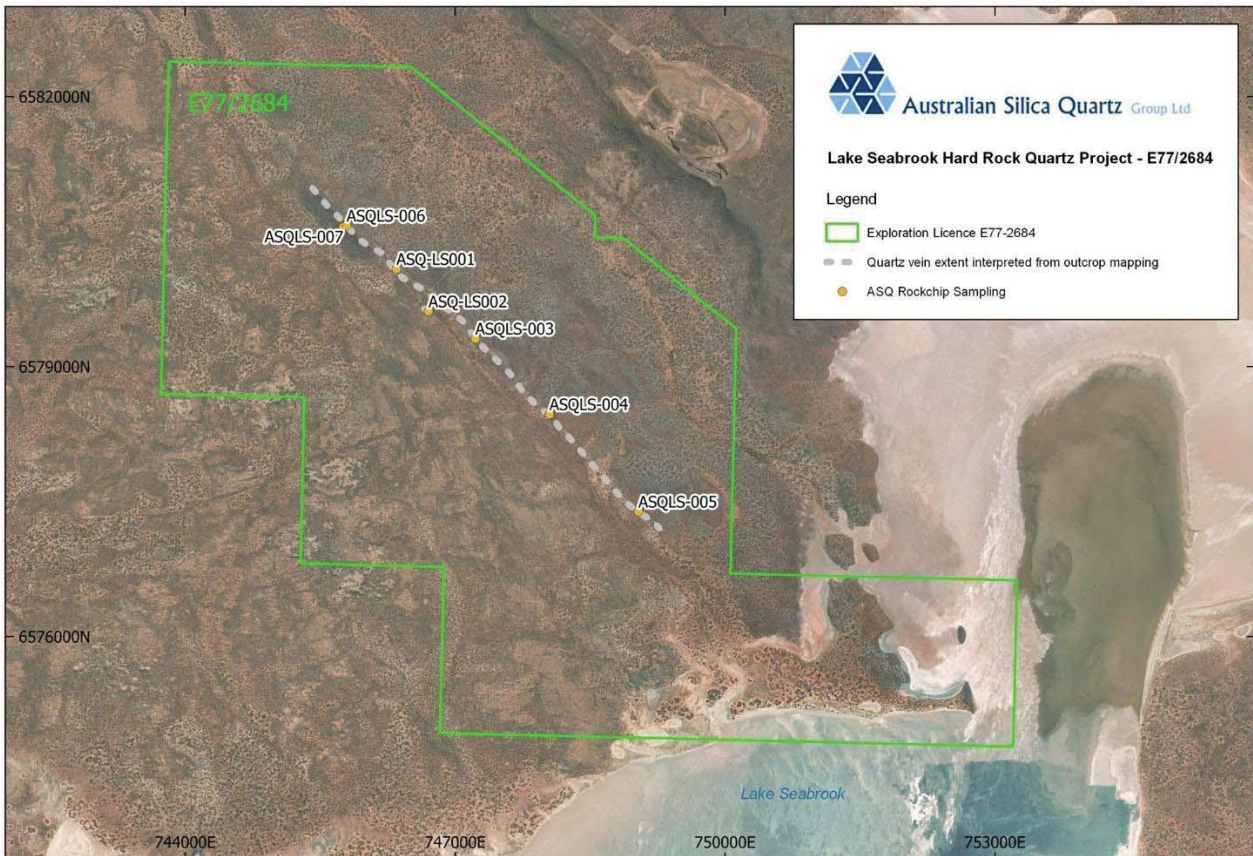 Australian Silica Quartz Group Ltd
Lake Seabrook Hard Rock Quartz Project - E77/2684
Legend
Exploration Licence E77-2684
Quartz vein extent interpreted from outcrop mapping
ASQ Rockchip Sampling
6582000N
E77/2684
ASQLS-006
ASQLS-007
ASQ-LS001
ASQ-LS002
ASQLS-003
6579000N
ASQLS-004
ASQLS-005
6576000N
Lake Seabrook
744000E
747000E
750000E
753000E